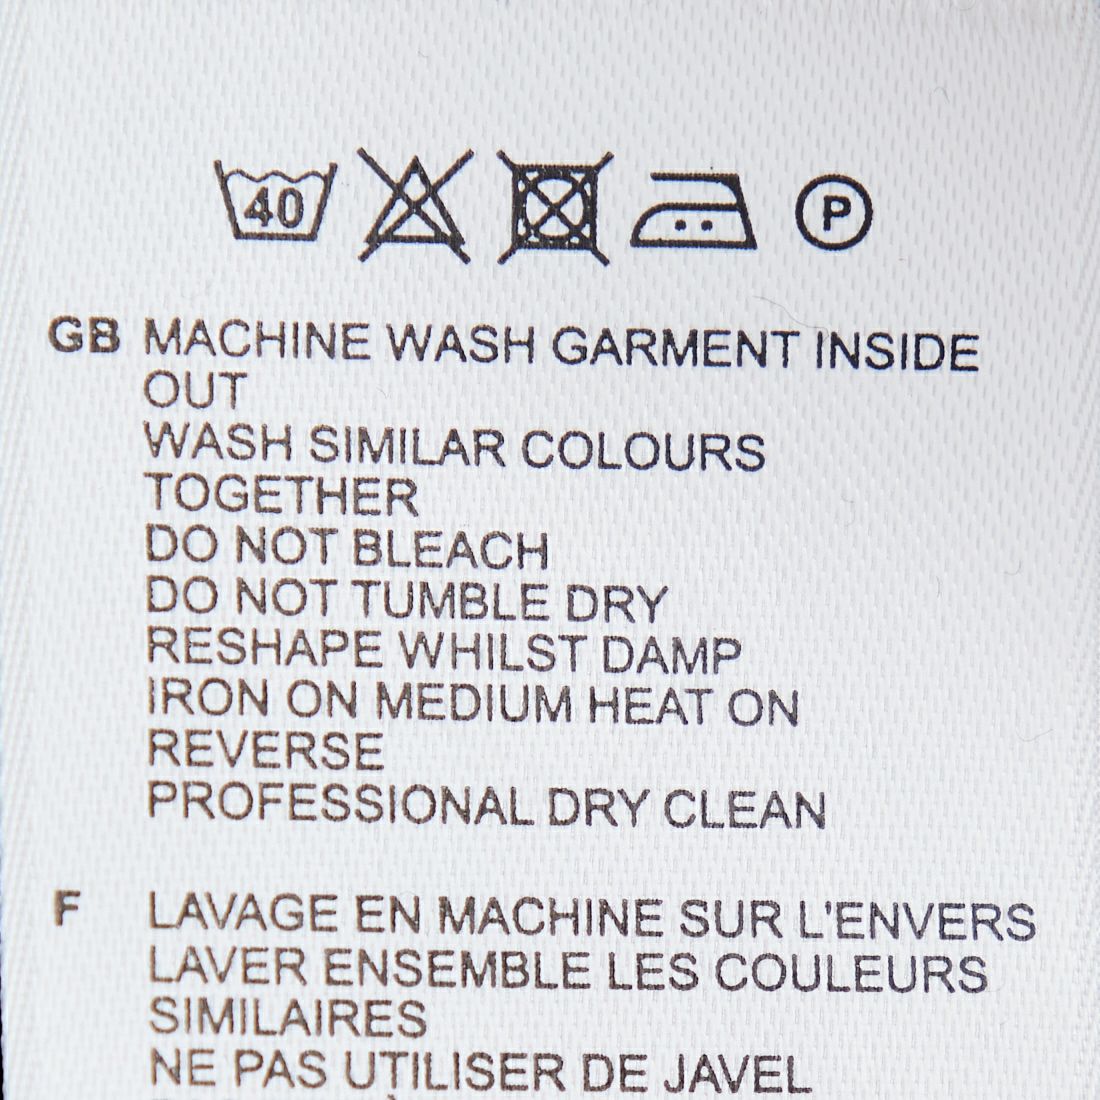 40 P
GB MACHINE WASH GARMENT INSIDE
OUT
WASH SIMILAR COLOURS
TOGETHER
DO NOT BLEACH
DO NOT TUMBLE DRY
RESHAPE WHILST DAMP
IRON ON MEDIUM HEAT ON
REVERSE
PROFESSIONAL DRY CLEAN
F LAVAGE EN MACHINE SUR L'ENVERS
LAVER ENSEMBLE LES COULEURS
SIMILAIRES
NE PAS UTILISER DE JAVEL